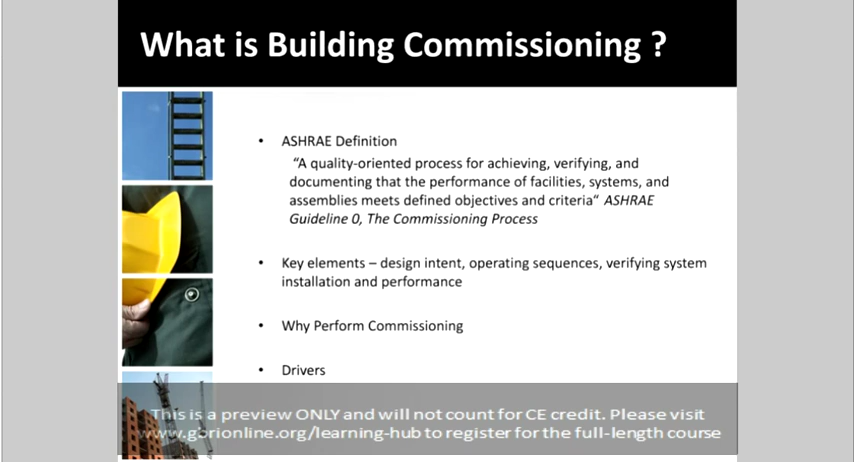 What is Building Commissioning ?
• ASHRAE Definition
“A quality-oriented process for achieving, verifying, and
documenting that the performance of facilities, systems, and
assemblies meets defined objectives and criteria“ ASHRAE
Guideline 0, The Commissioning Process
• Key elements – design intent, operating sequences, verifying system
installation and performance
• Why Perform Commissioning
• Drivers
This is a preview ONLY and will not count for CE credit. Please visit
www.gbrionline.org/learning-hub to register for the full-length course